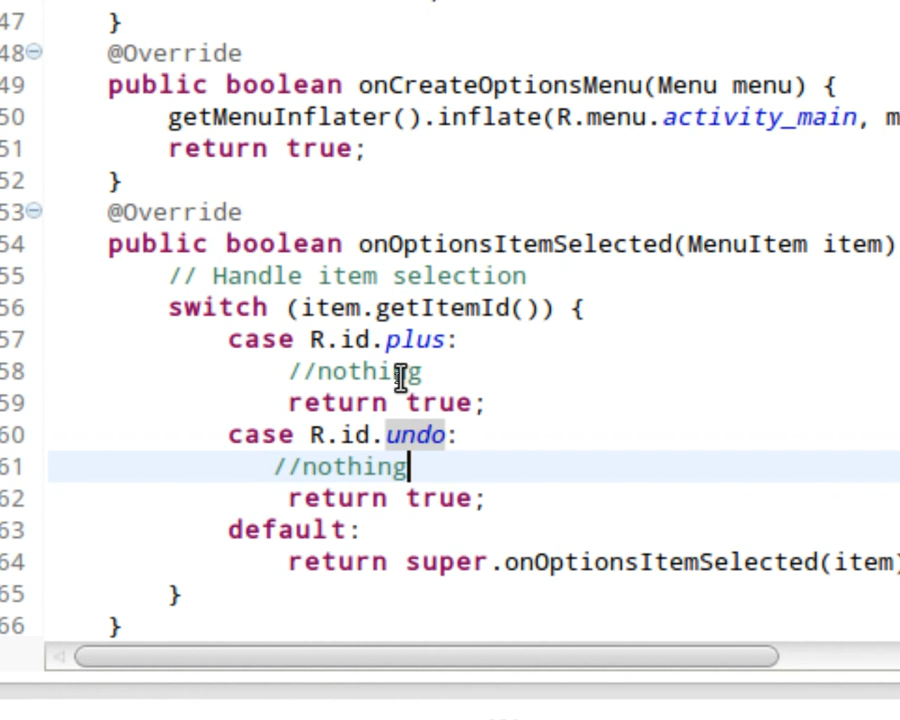 47 }
48 @Override
49 public boolean onCreateOptionsMenu(Menu menu) {
50 getMenuInflater().inflate(R.menu.activity_main, m
51 return true;
52 }
53 @Override
54 public boolean onOptionsItemSelected(MenuItem item)
55 // Handle item selection
56 switch (item.getItemId()) {
57 case R.id.plus:
58 //nothing
59 return true;
60 case R.id.undo:
61 //nothing
62 return true;
63 default:
64 return super.onOptionsItemSelected(item)
65 }
66 }